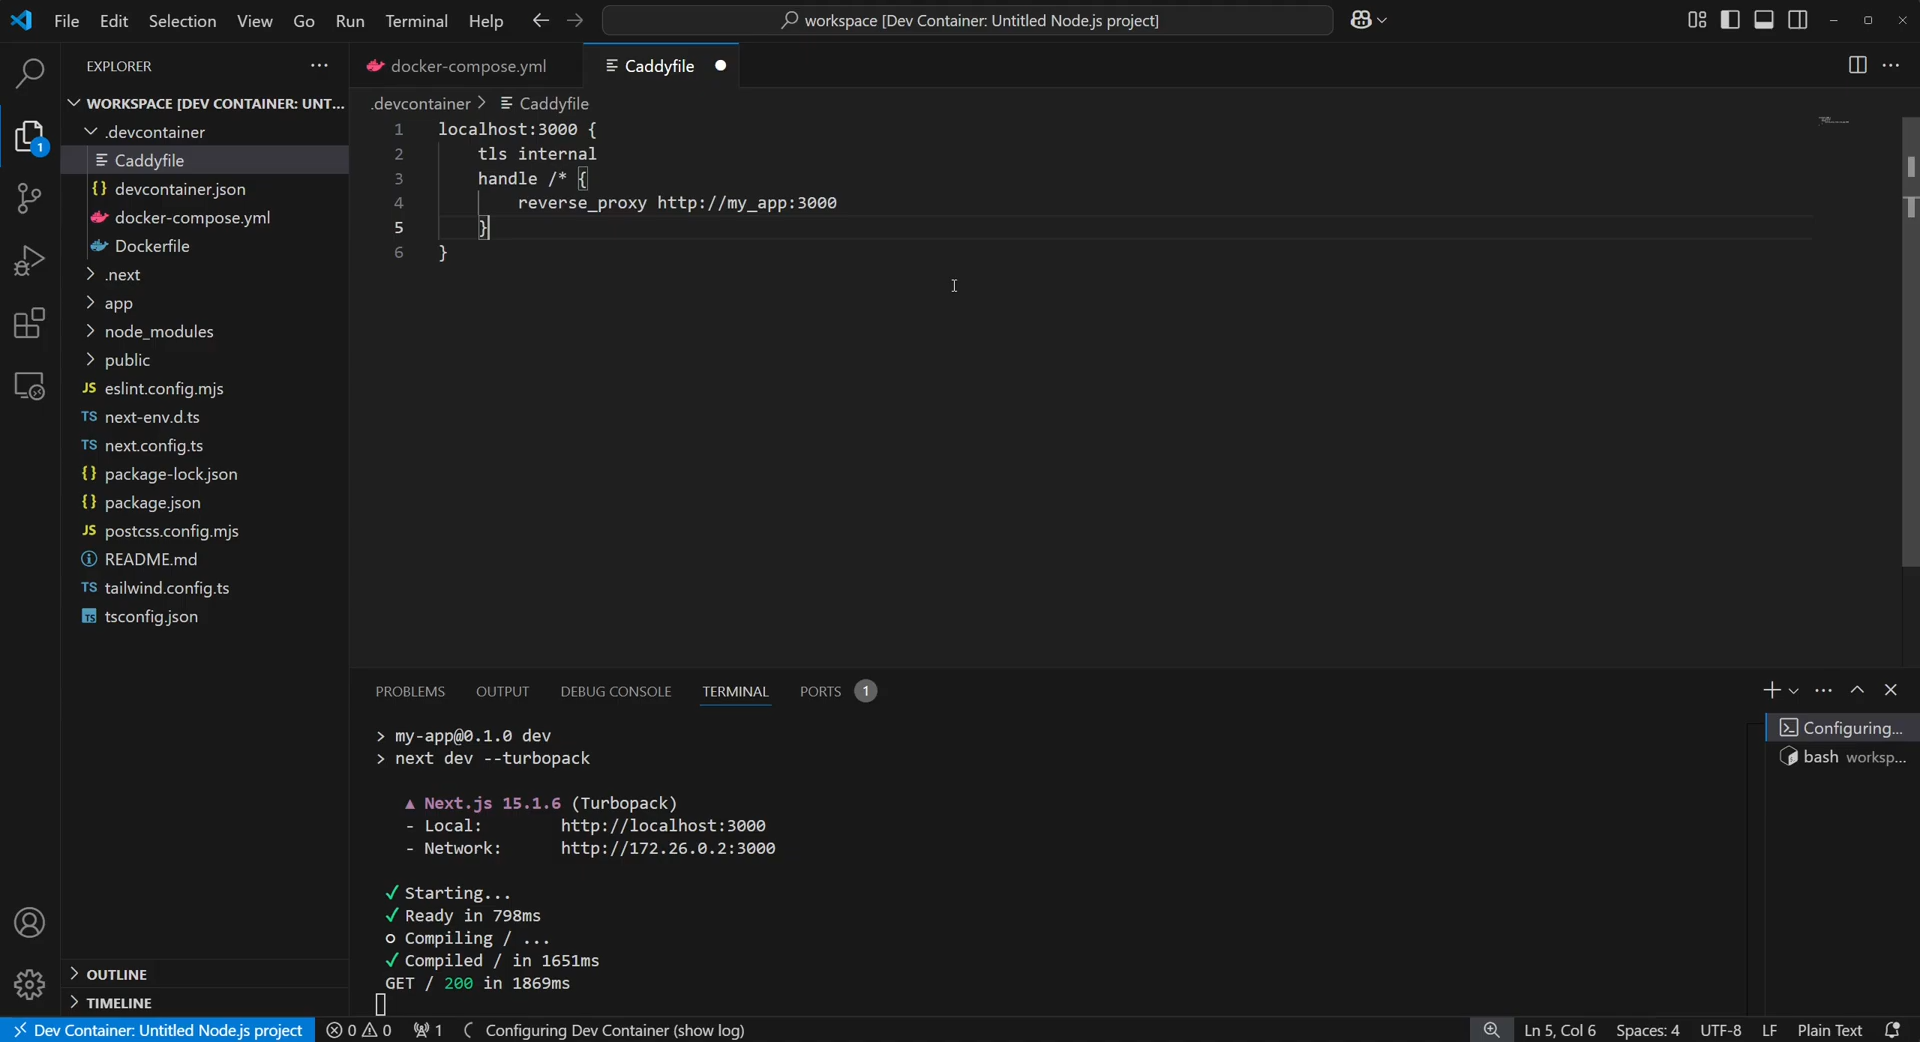 File Edit Selection View Go Run Terminal Help
workspace [Dev Container: Untitled Node.js project]
EXPLORER
WORKSPACE [DEV CONTAINER: UNT...
.devcontainer
Caddyfile
devcontainer.json
docker-compose.yml
Dockerfile
.next
app
node_modules
public
JS eslint.config.mjs
TS next-env.d.ts
TS next.config.ts
package-lock.json
package.json
JS postcss.config.mjs
README.md
TS tailwind.config.ts
TS tsconfig.json
OUTLINE
TIMELINE
1
docker-compose.yml
Caddyfile
.devcontainer > Caddyfile
1 localhost:3000 {
2 tls internal
3 handle /* {
4 reverse_proxy http://my_app:3000
5 }
6 }
PROBLEMS OUTPUT DEBUG CONSOLE TERMINAL PORTS 1
> my-app@0.1.0 dev
> next dev --turbopack
▲ Next.js 15.1.6 (Turbopack)
- Local: http://localhost:3000
- Network: http://172.26.0.2:3000
✓ Starting...
✓ Ready in 798ms
○ Compiling / ...
✓ Compiled / in 1651ms
GET / 200 in 1869ms
Configuring...
bash worksp...
Dev Container: Untitled Node.js project 0 0 1 Configuring Dev Container (show log) Ln 5, Col 6 Spaces: 4 UTF-8 LF Plain Text